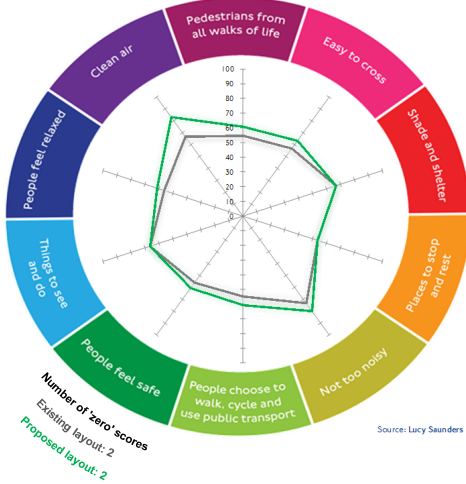 Pedestrians from
all walks of life
Easy to cross
Shade and shelter
Places to stop
and rest
Not too noisy
People choose to
walk, cycle and
use public transport
People feel safe
Things to see
and do
People feel relaxed
Clean air
100
90
80
70
60
50
40
30
20
10
0
Number of 'zero' scores
Existing layout: 2
Proposed layout: 2
Source: Lucy Saunders